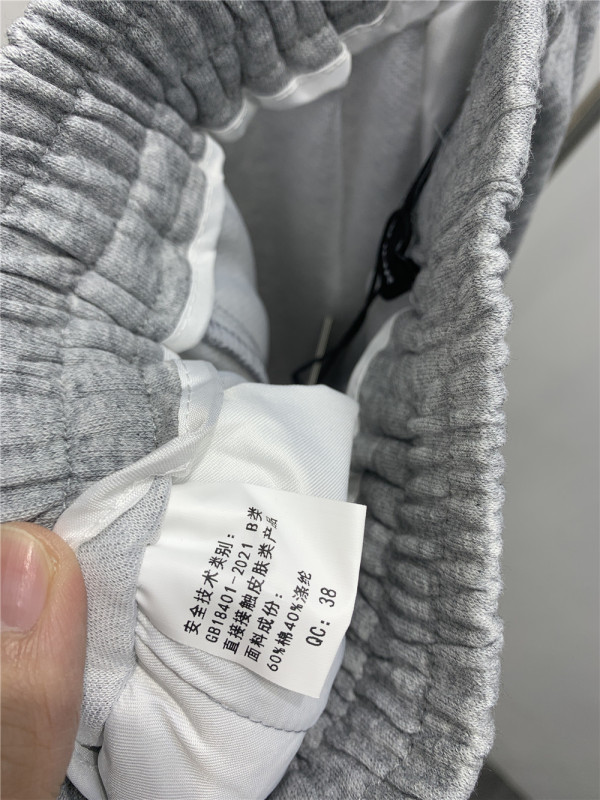 安全技术类别：
GB18401-2021 B类
直接接触皮肤类产品
面料成份：
60%棉40%涤纶
QC: 38